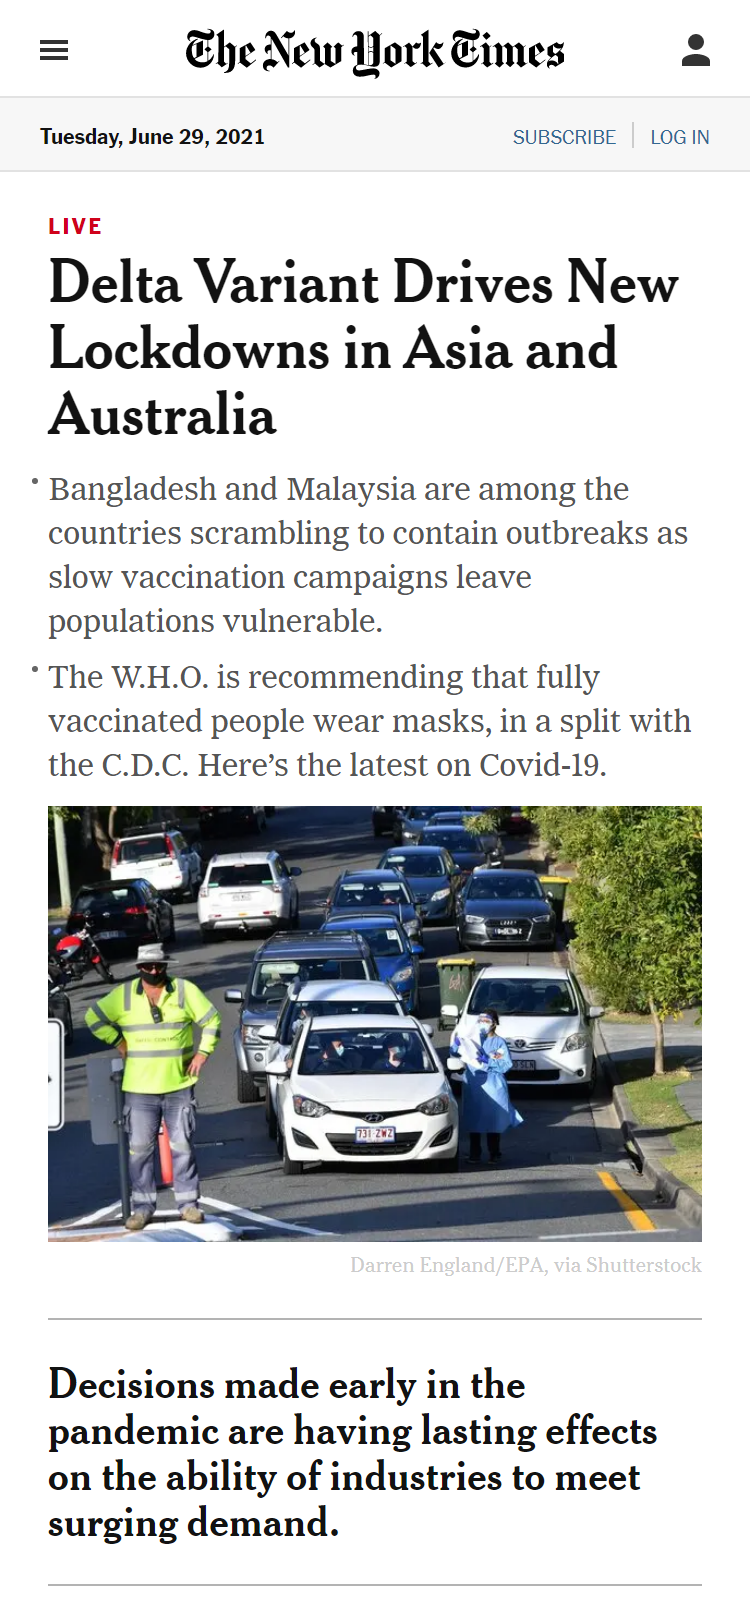 The New York Times
Tuesday, June 29, 2021
SUBSCRIBE
LOG IN
LIVE
Delta Variant Drives New
Lockdowns in Asia and
Australia
• Bangladesh and Malaysia are among the
countries scrambling to contain outbreaks as
slow vaccination campaigns leave
populations vulnerable.
• The W.H.O. is recommending that fully
vaccinated people wear masks, in a split with
the C.D.C. Here’s the latest on Covid-19.
731 ZWZ
Darren England/EPA, via Shutterstock
Decisions made early in the
pandemic are having lasting effects
on the ability of industries to meet
surging demand.